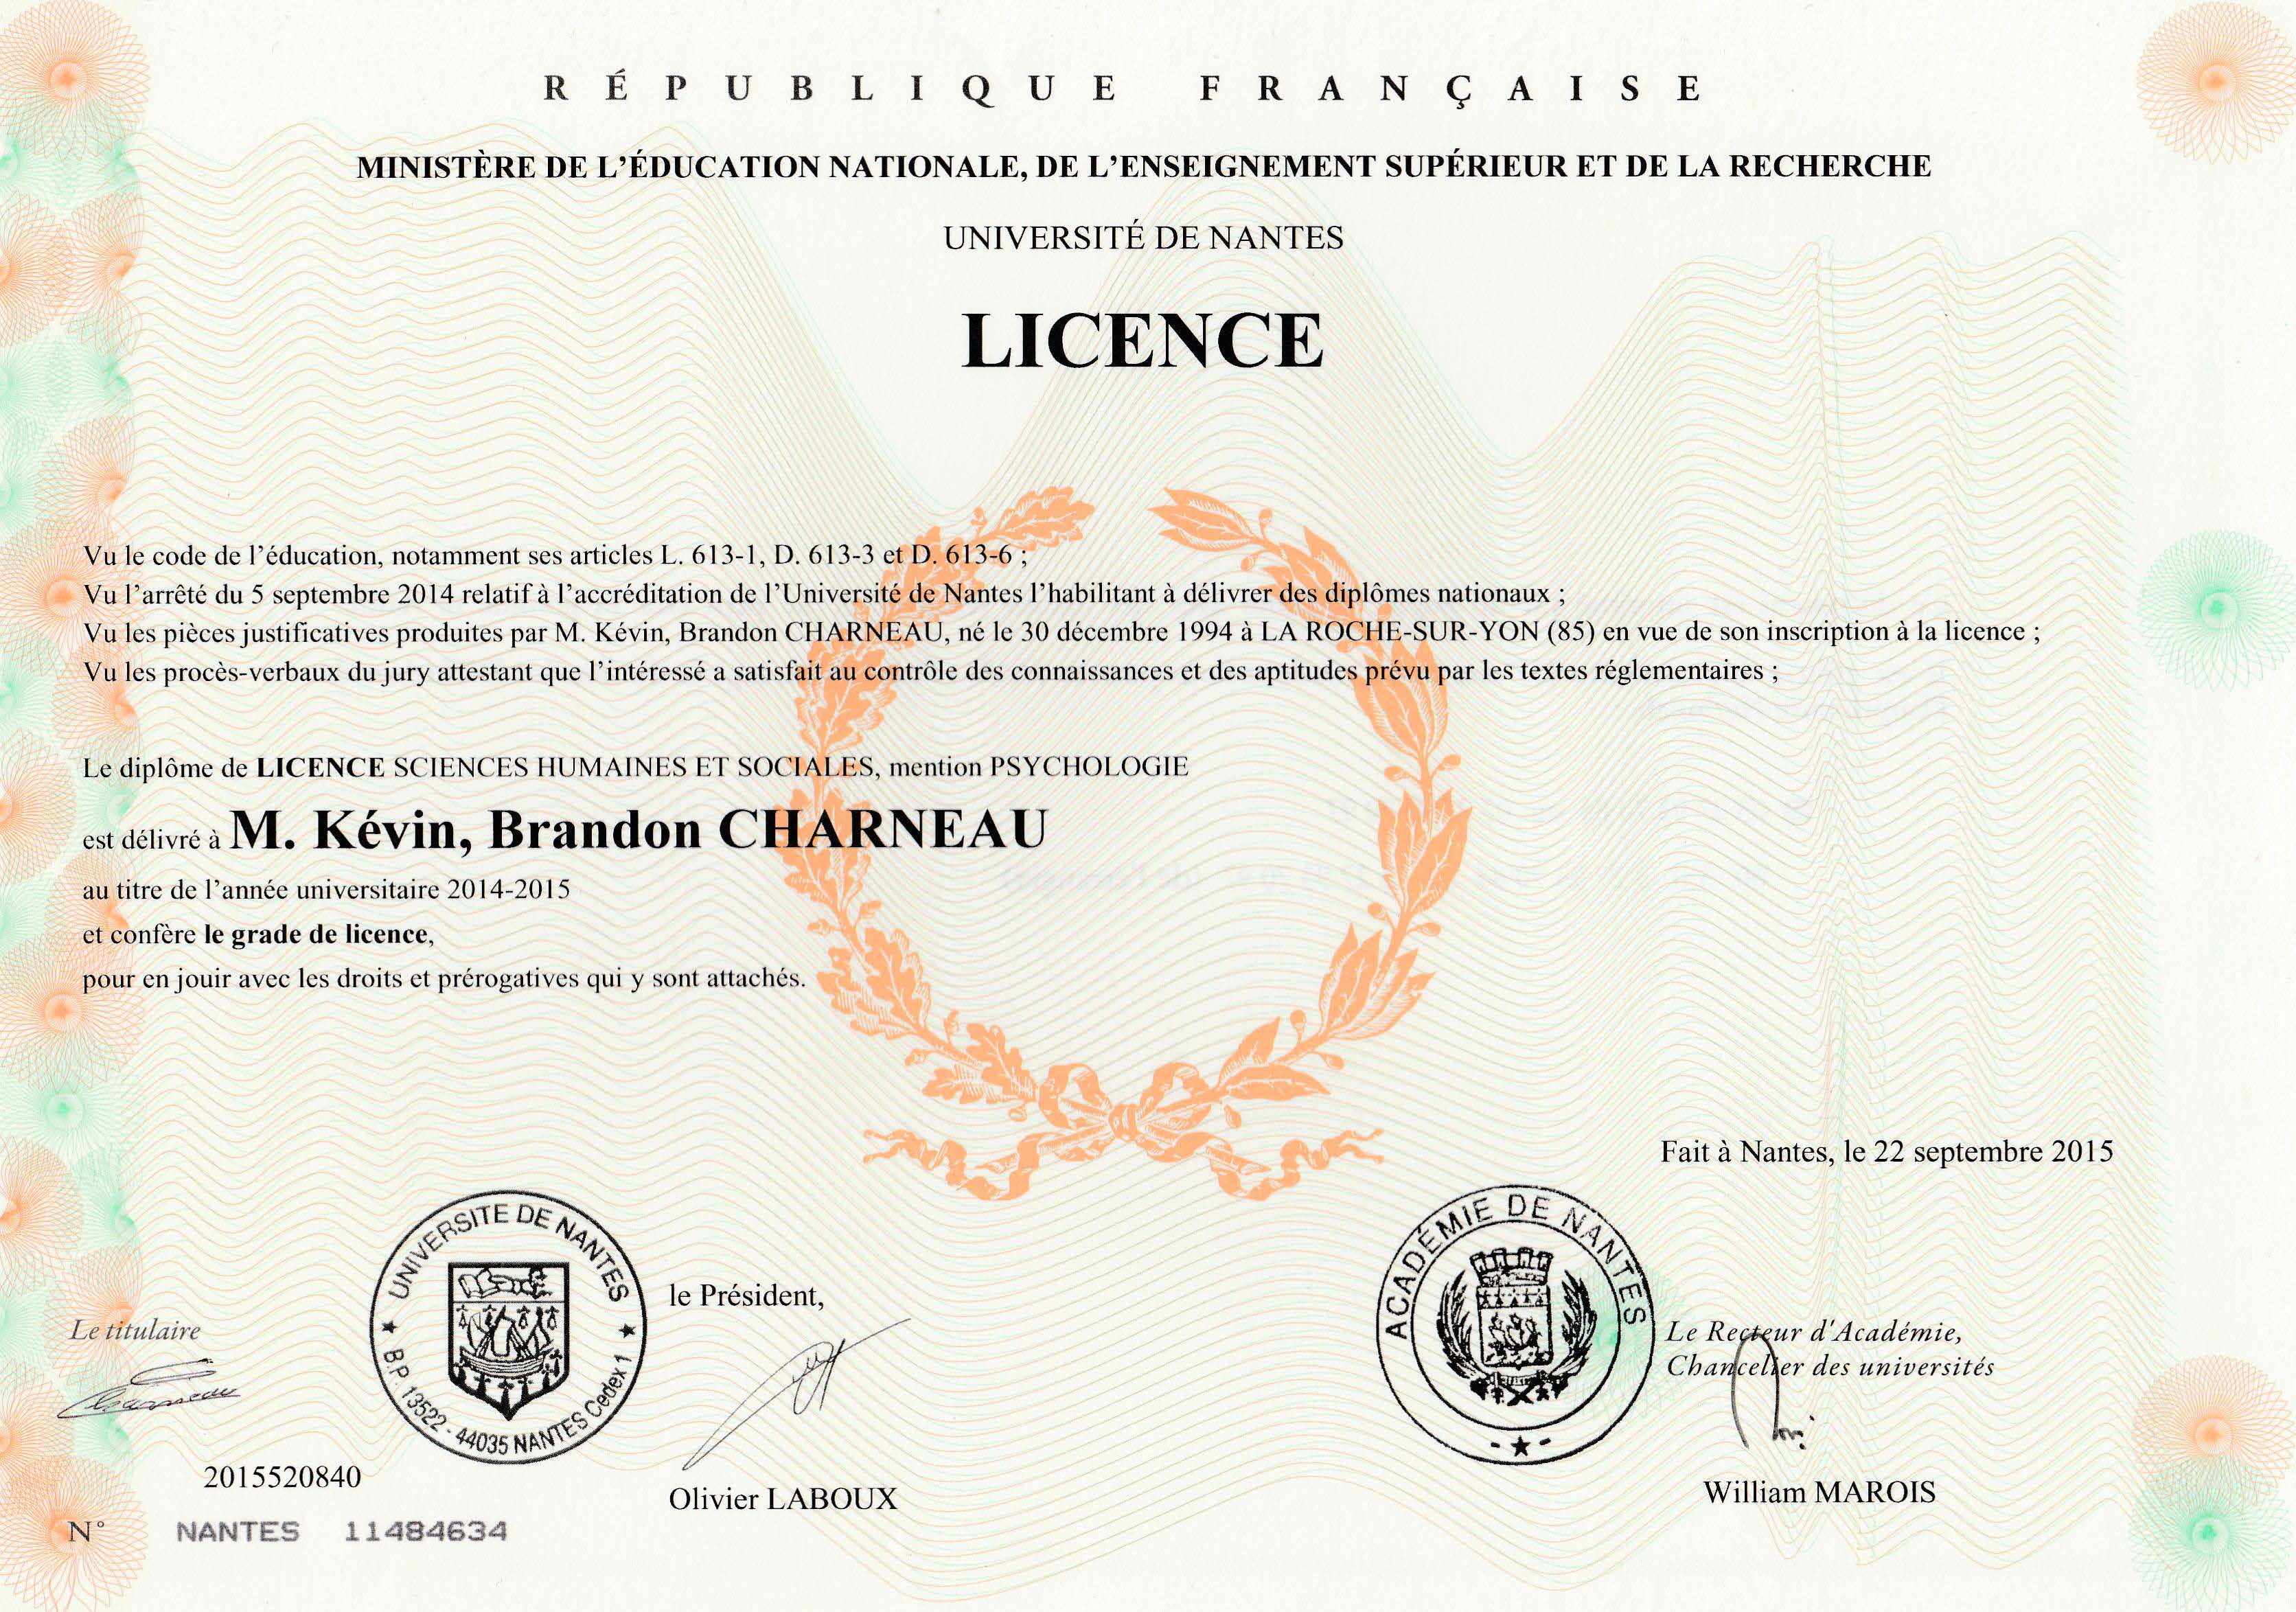 RÉPUBLIQUE FRANÇAISE
MINISTÈRE DE L’ÉDUCATION NATIONALE, DE L’ENSEIGNEMENT SUPÉRIEUR ET DE LA RECHERCHE
UNIVERSITÉ DE NANTES
LICENCE
Vu le code de l’éducation, notamment ses articles L. 613-1, D. 613-3 et D. 613-6 ;
Vu l’arrêté du 5 septembre 2014 relatif à l’accréditation de l’Université de Nantes l’habilitant à délivrer des diplômes nationaux ;
Vu les pièces justificatives produites par M. Kévin, Brandon CHARNEAU, né le 30 décembre 1994 à LA ROCHE-SUR-YON (85) en vue de son inscription à la licence ;
Vu les procès-verbaux du jury attestant que l’intéressé a satisfait au contrôle des connaissances et des aptitudes prévu par les textes réglementaires ;
Le diplôme de LICENCE SCIENCES HUMAINES ET SOCIALES, mention PSYCHOLOGIE
est délivré à M. Kévin, Brandon CHARNEAU
au titre de l’année universitaire 2014-2015
et confère le grade de licence,
pour en jouir avec les droits et prérogatives qui y sont attachés.
Fait à Nantes, le 22 septembre 2015
Le titulaire
Charneau
UNIVERSITE DE NANTES
B.P. 13522 - 44035 NANTES Cedex 1
le Président,
Olivier LABOUX
ACADÉMIE DE NANTES
Le Recteur d'Académie,
Chancelier des universités
William MAROIS
2015520840
N° NANTES 11484634